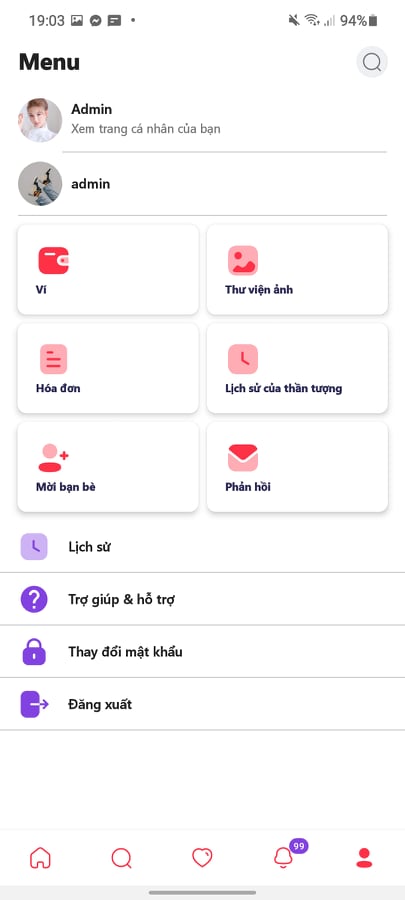 19:03
94%
Menu
Admin
Xem trang cá nhân của bạn
admin
Ví
Thư viện ảnh
Hóa đơn
Lịch sử của thần tượng
Mời bạn bè
Phản hồi
Lịch sử
Trợ giúp & hỗ trợ
Thay đổi mật khẩu
Đăng xuất
99